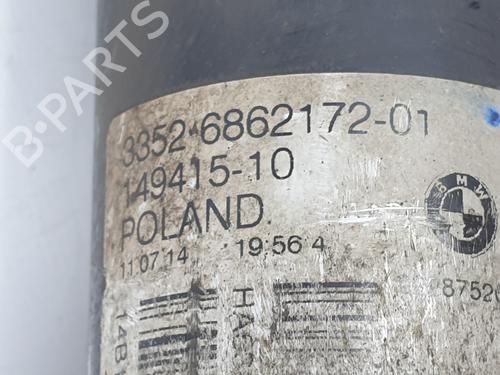 B-PARTS
3352 6862172-01
149415-10
POLAND.
BMW
11.07.14 19:56 4